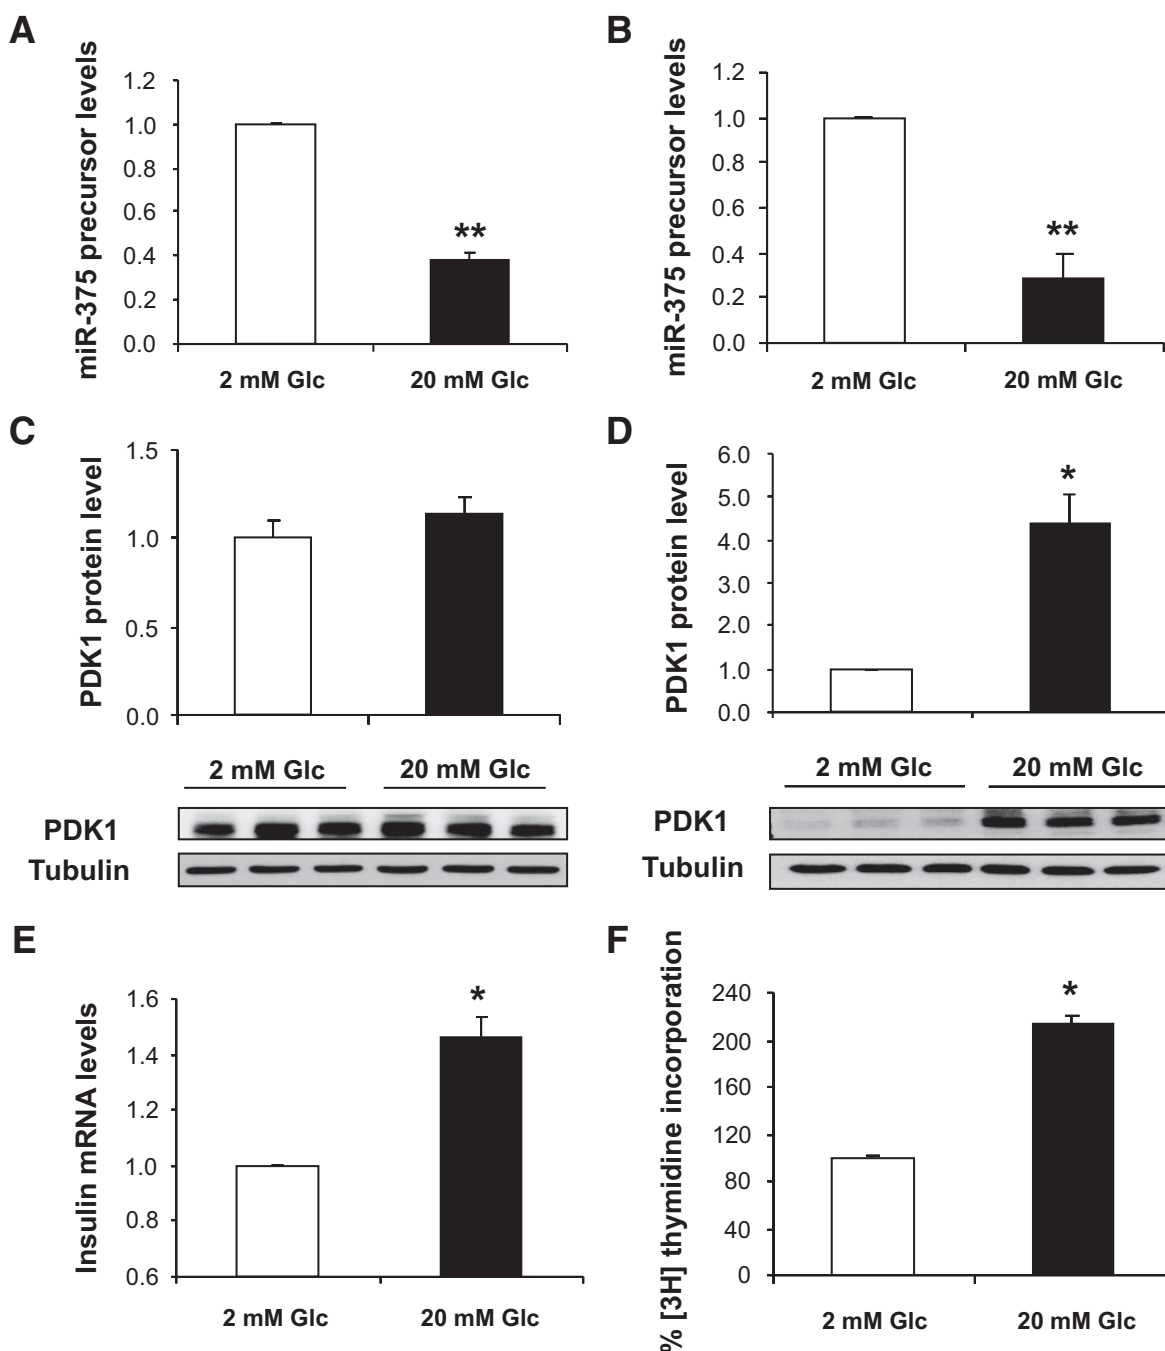 A
miR-375 precursor levels
1.2
1.0
0.8
0.6
0.4
0.2
0.0
**
2 mM Glc
20 mM Glc
B
miR-375 precursor levels
1.2
1.0
0.8
0.6
0.4
0.2
0.0
**
2 mM Glc
20 mM Glc
C
PDK1 protein level
1.5
1.0
0.5
0.0
2 mM Glc
20 mM Glc
PDK1
Tubulin
D
PDK1 protein level
6.0
5.0
4.0
3.0
2.0
1.0
0.0
*
2 mM Glc
20 mM Glc
PDK1
Tubulin
E
Insulin mRNA levels
1.6
1.4
1.2
1.0
0.8
0.6
*
2 mM Glc
20 mM Glc
F
% [3H] thymidine incorporation
240
200
160
120
80
40
0
*
2 mM Glc
20 mM Glc